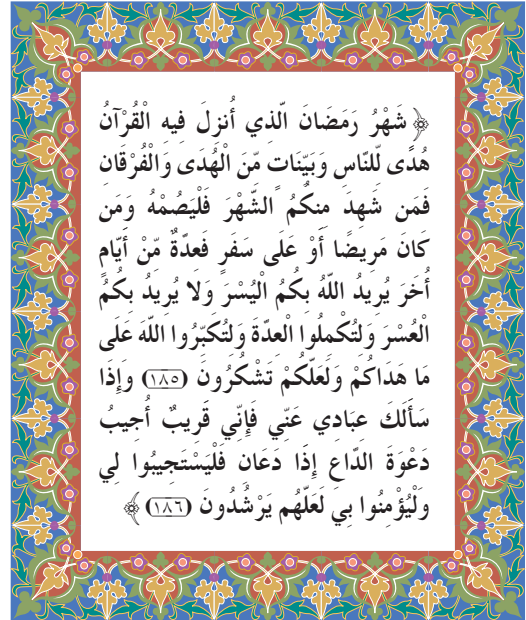 ﴿ شَهْرُ رَمَضَانَ الَّذِي أُنزِلَ فِيهِ الْقُرْآنُ
هُدًى لِّلنَّاسِ وَبَيِّنَاتٍ مِّنَ الْهُدَى وَالْفُرْقَانِ
فَمَن شَهِدَ مِنكُمُ الشَّهْرَ فَلْيَصُمْهُ وَمَن
كَانَ مَرِيضًا أَوْ عَلَى سَفَرٍ فَعِدَّةٌ مِّنْ أَيَّامٍ
أُخَرَ يُرِيدُ اللَّهُ بِكُمُ الْيُسْرَ وَلا يُرِيدُ بِكُمُ
الْعُسْرَ وَلِتُكْمِلُوا الْعِدَّةَ وَلِتُكَبِّرُوا اللَّهَ عَلَى
مَا هَدَاكُمْ وَلَعَلَّكُمْ تَشْكُرُونَ (١٨٥) وَإِذَا
سَأَلَكَ عِبَادِي عَنِّي فَإِنِّي قَرِيبٌ أُجِيبُ
دَعْوَةَ الدَّاعِ إِذَا دَعَانِ فَلْيَسْتَجِيبُوا لِي
وَلْيُؤْمِنُوا بِي لَعَلَّهُم يَرْشُدُونَ (١٨٦) ﴾